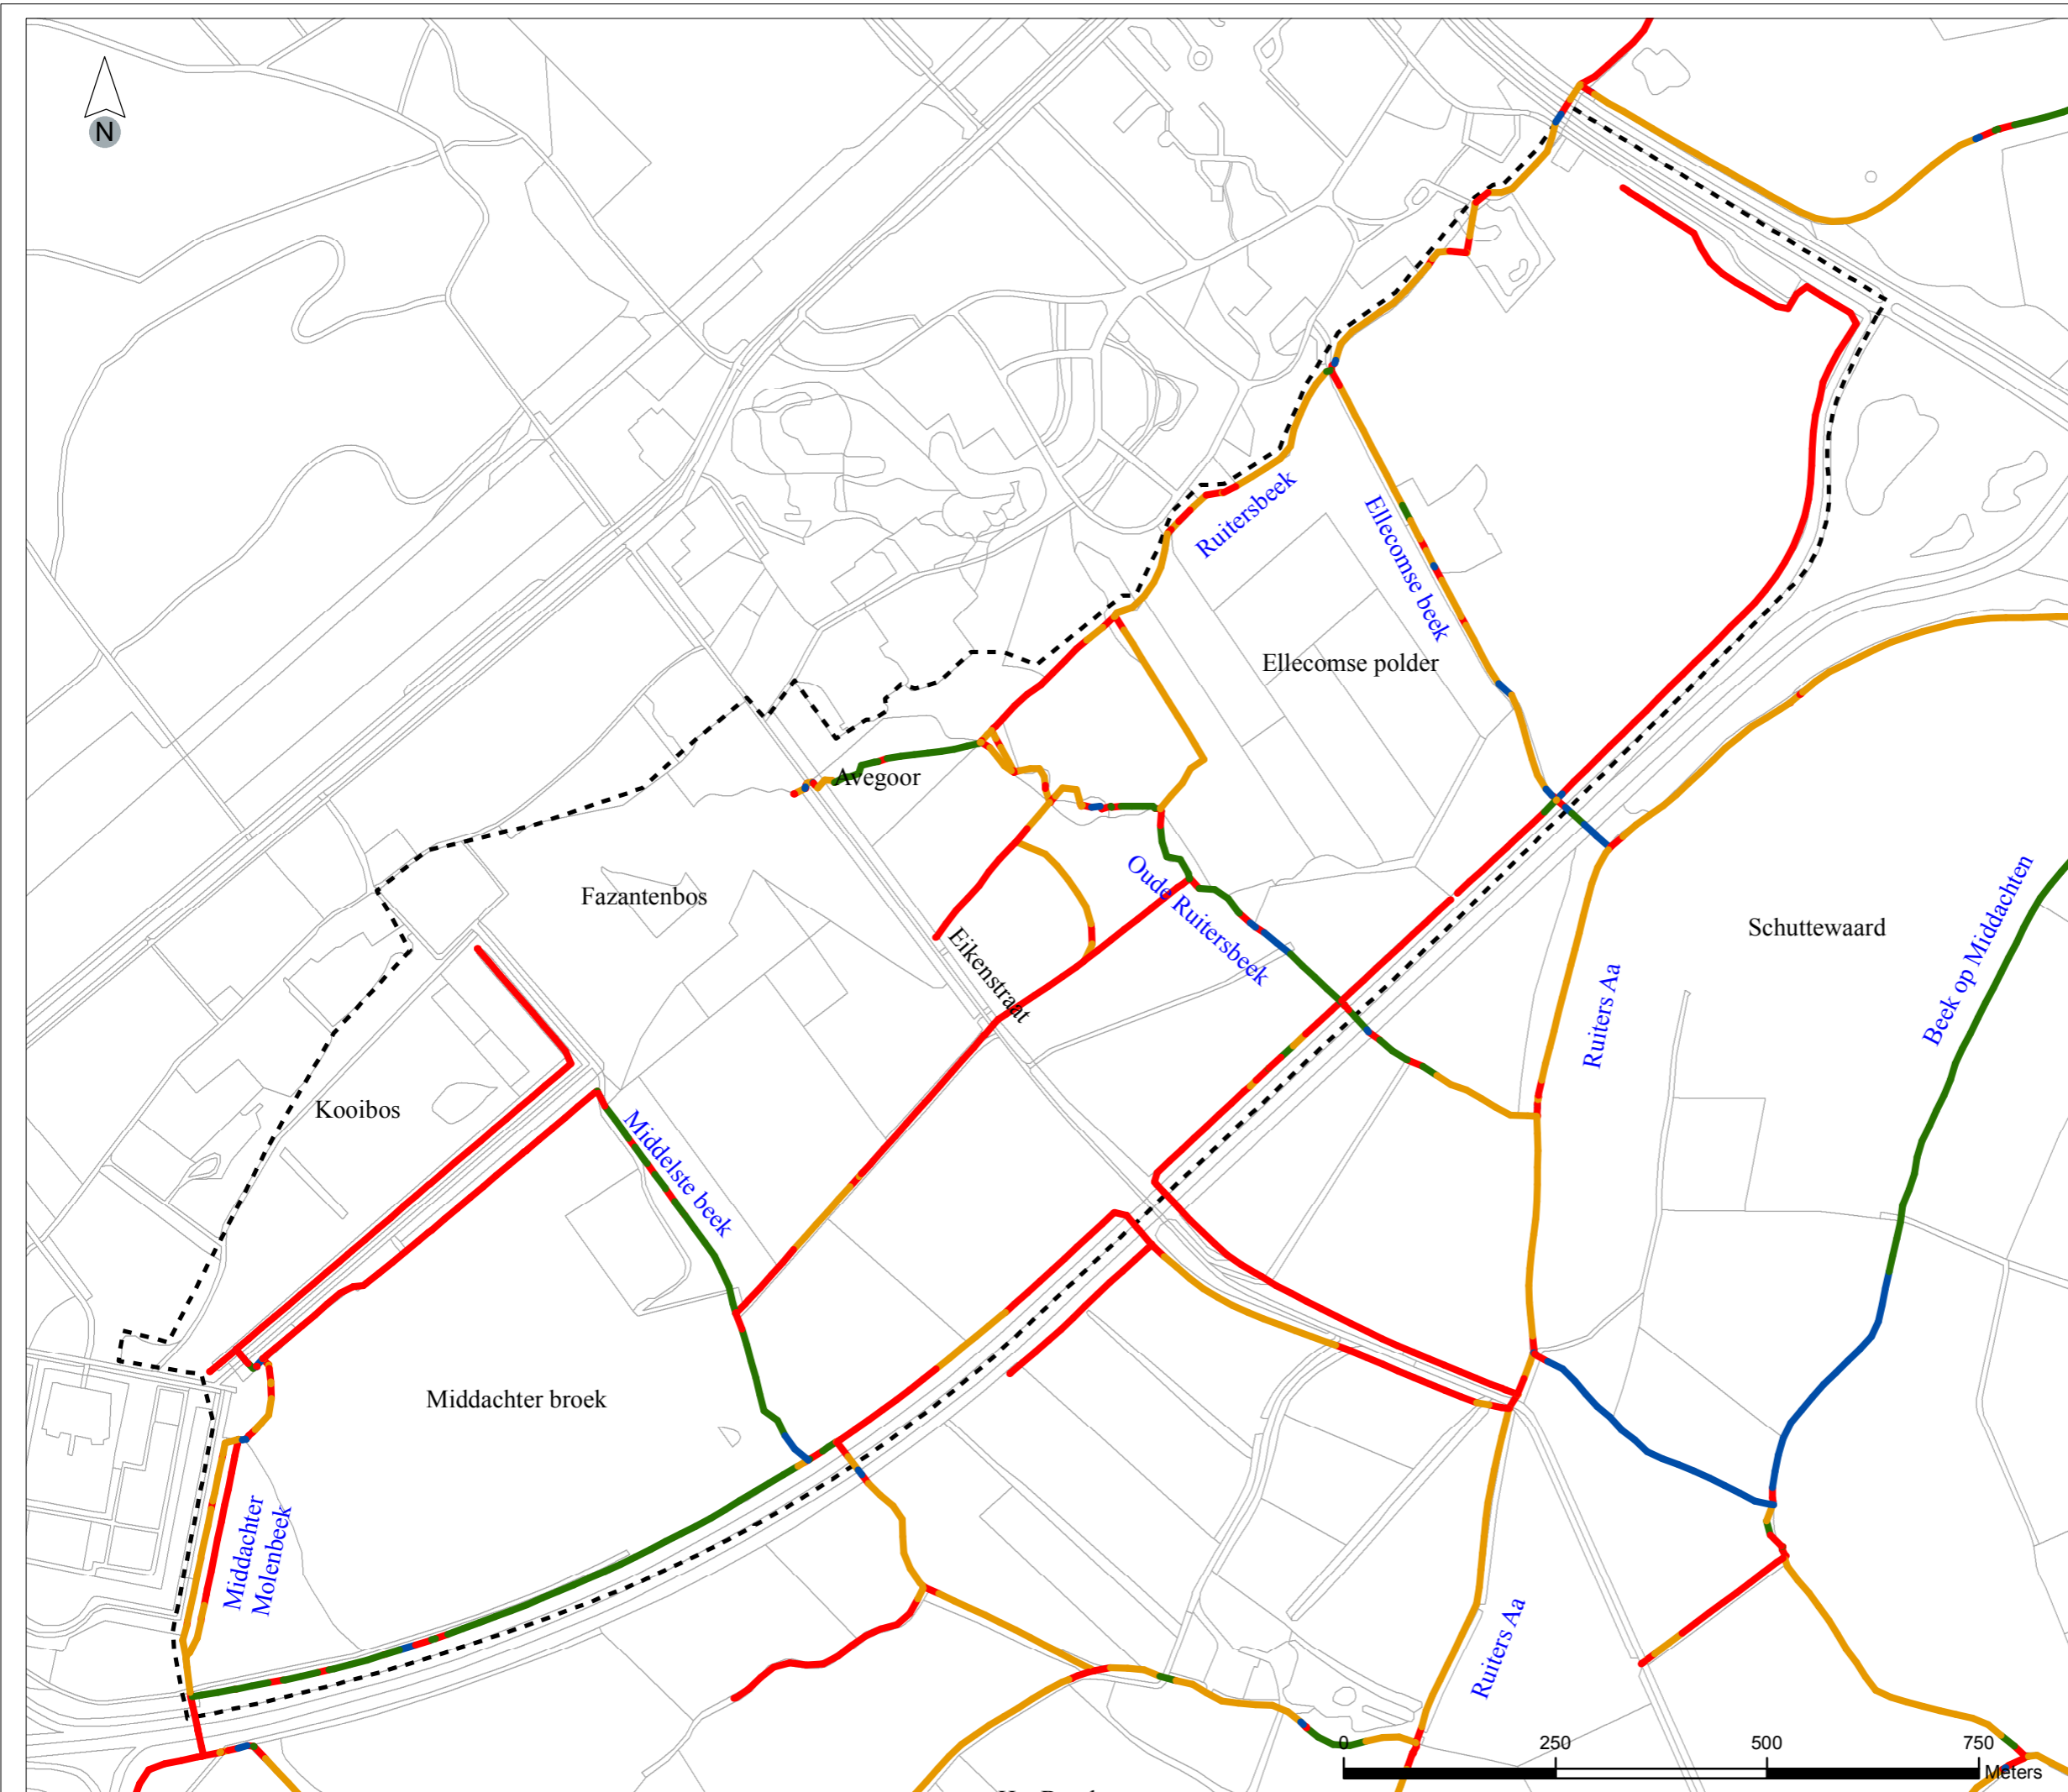 N
Ruitersbeek
Ellecomse beek
Ellecomse polder
Avegoor
Fazantenbos
Oude Ruitersbeek
Eikenstraat
Schuttewaard
Beek op Middachten
Ruiters Aa
Kooibos
Middelste beek
Middachter broek
Middachter
Molenbeek
Ruiters Aa
0 250 500 750
Meters